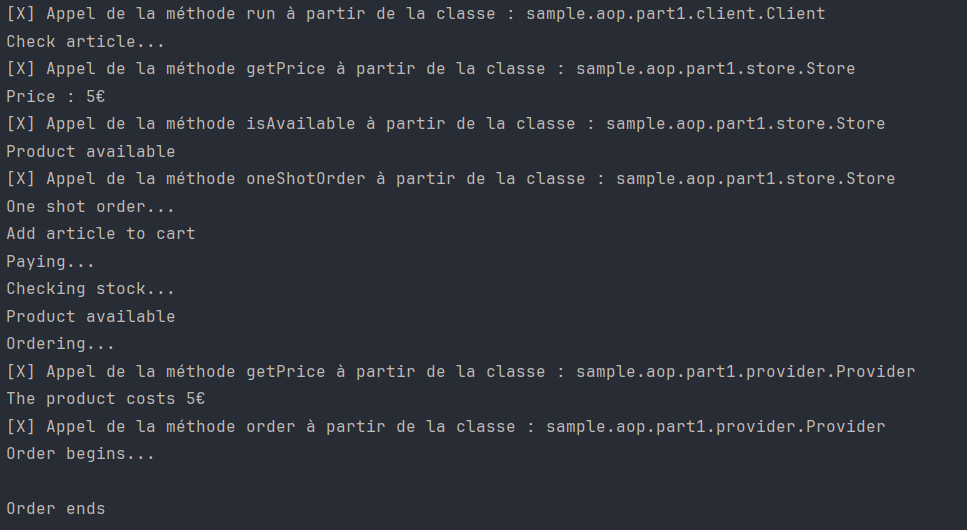 [X] Appel de la méthode run à partir de la classe : sample.aop.part1.client.Client
Check article...
[X] Appel de la méthode getPrice à partir de la classe : sample.aop.part1.store.Store
Price : 5€
[X] Appel de la méthode isAvailable à partir de la classe : sample.aop.part1.store.Store
Product available
[X] Appel de la méthode oneShotOrder à partir de la classe : sample.aop.part1.store.Store
One shot order...
Add article to cart
Paying...
Checking stock...
Product available
Ordering...
[X] Appel de la méthode getPrice à partir de la classe : sample.aop.part1.provider.Provider
The product costs 5€
[X] Appel de la méthode order à partir de la classe : sample.aop.part1.provider.Provider
Order begins...
Order ends